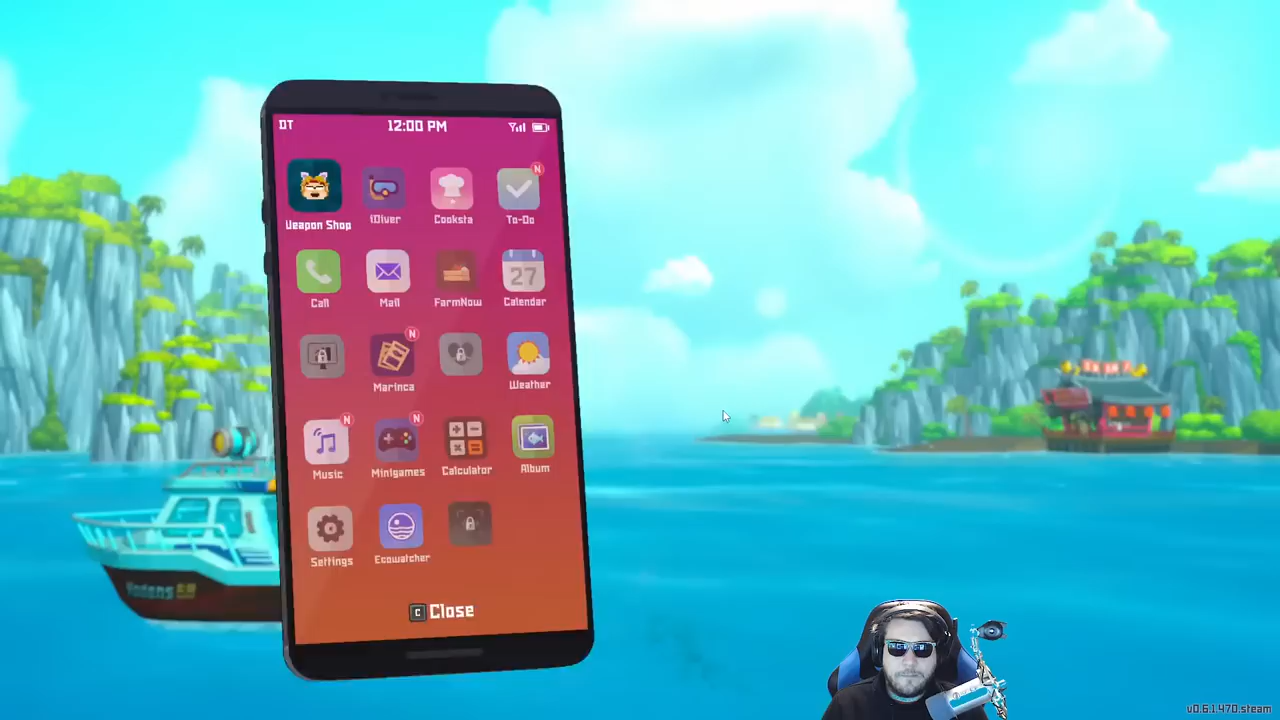 DT 12:00 PM
Weapon Shop iDiver Cooksta N To-Do
Call Mail FarmNow 27 Calendar
N Marinca Weather
N Music N Minigames Calculator Album
Settings Ecowatcher
C Close
v0.6.1.470.steam